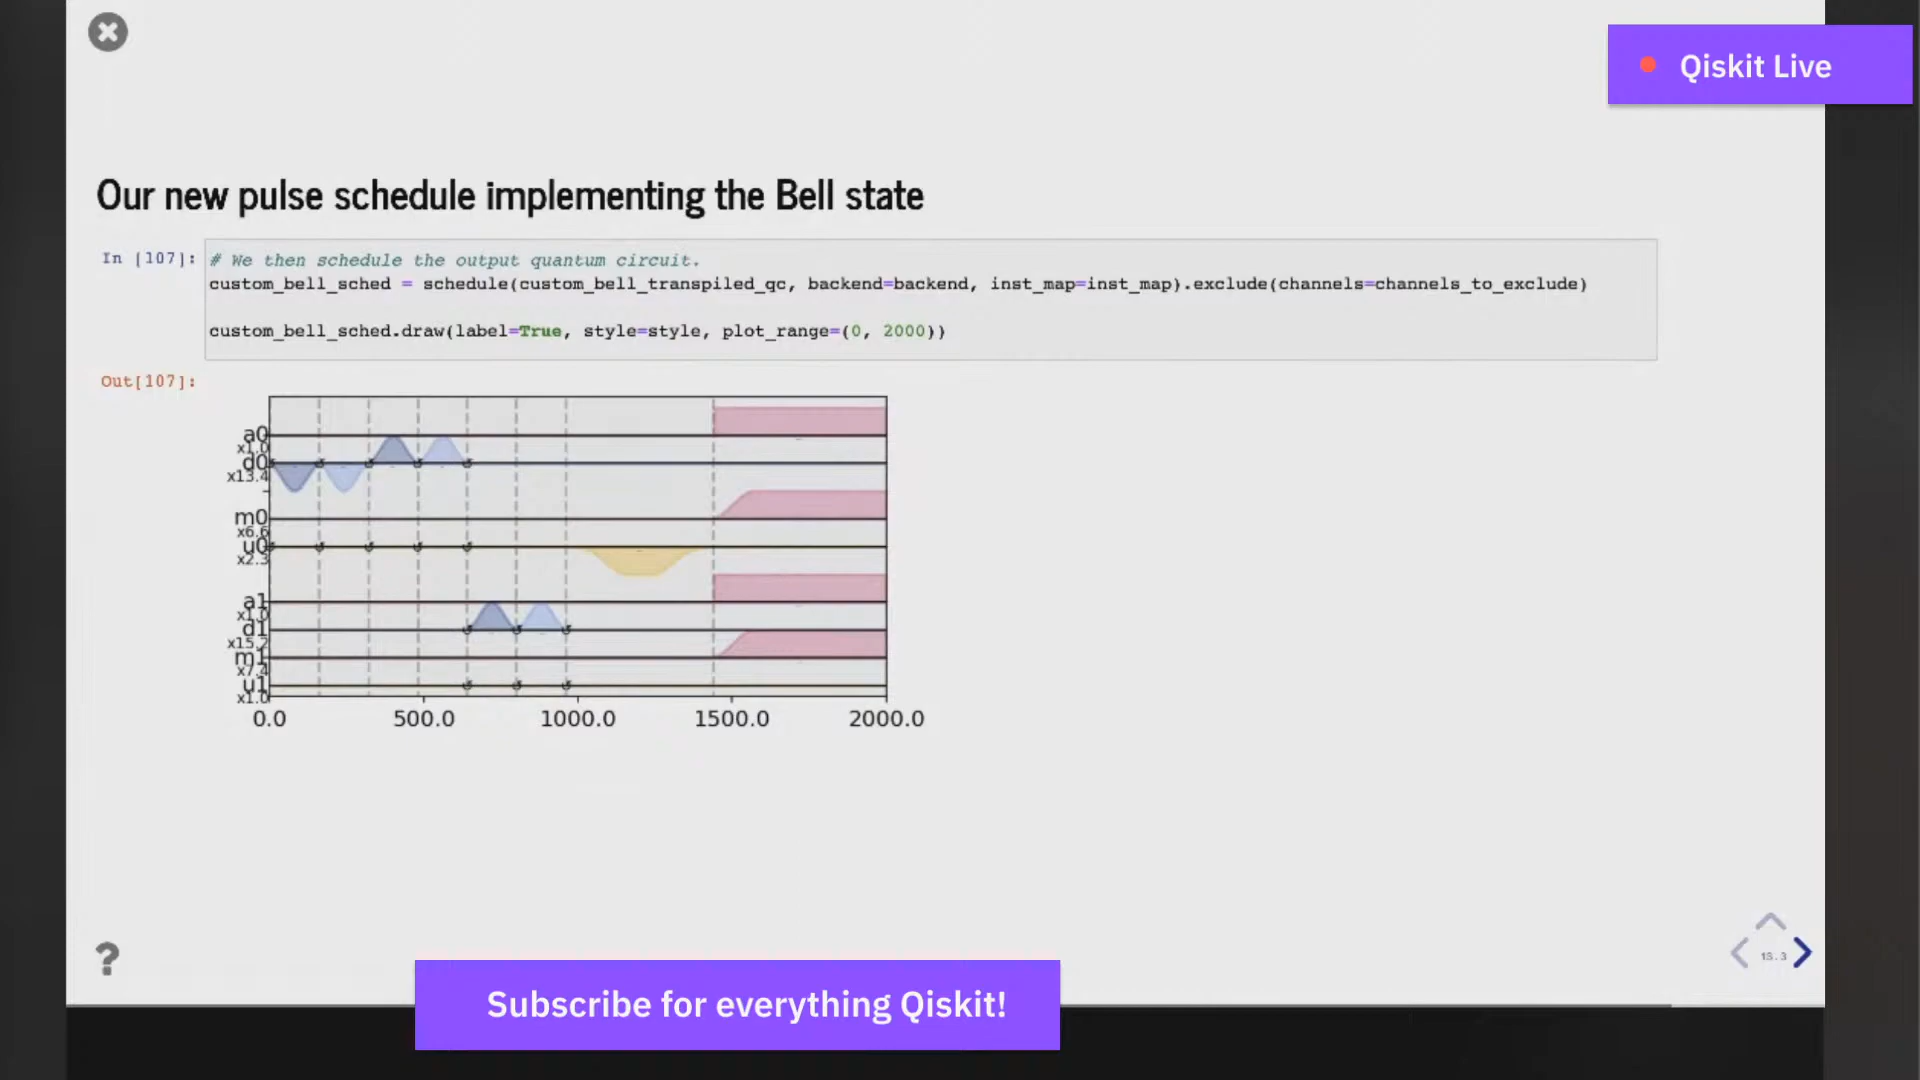 Qiskit Live
Our new pulse schedule implementing the Bell state
In [107]:
# We then schedule the output quantum circuit.
custom_bell_sched = schedule(custom_bell_transpiled_qc, backend=backend, inst_map=inst_map).exclude(channels=channels_to_exclude)
custom_bell_sched.draw(label=True, style=style, plot_range=(0, 2000))
Out[107]:
a0
x1.0
d0
x13.4
m0
x6.6
u0
x2.3
a1
x1.0
d1
x15.2
m1
x7.4
u1
x1.0
0.0 500.0 1000.0 1500.0 2000.0
?
15.3
Subscribe for everything Qiskit!